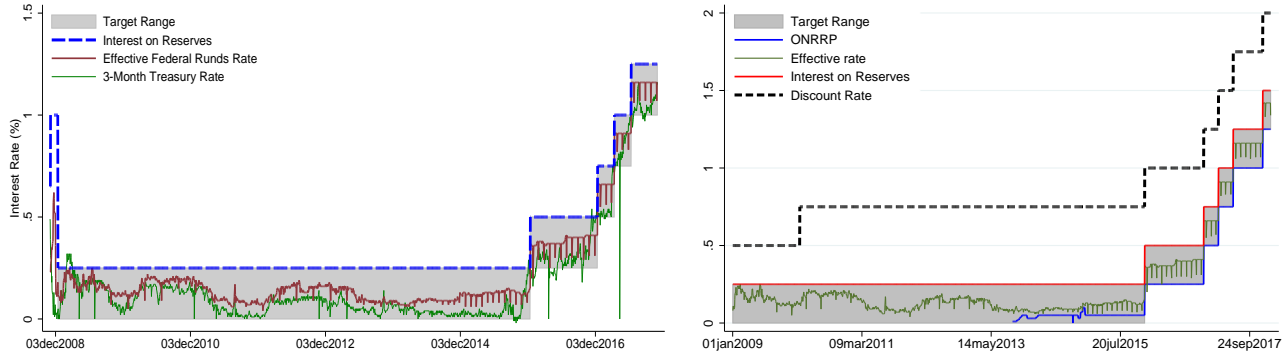 Target Range
Interest on Reserves
Effective Federal Runds Rate
3-Month Treasury Rate
Interest Rate (%)
1.5
1
.5
0
03dec2008
03dec2010
03dec2012
03dec2014
03dec2016
Target Range
ONRRP
Effective rate
Interest on Reserves
Discount Rate
2
1.5
1
.5
0
01jan2009
09mar2011
14may2013
20jul2015
24sep2017